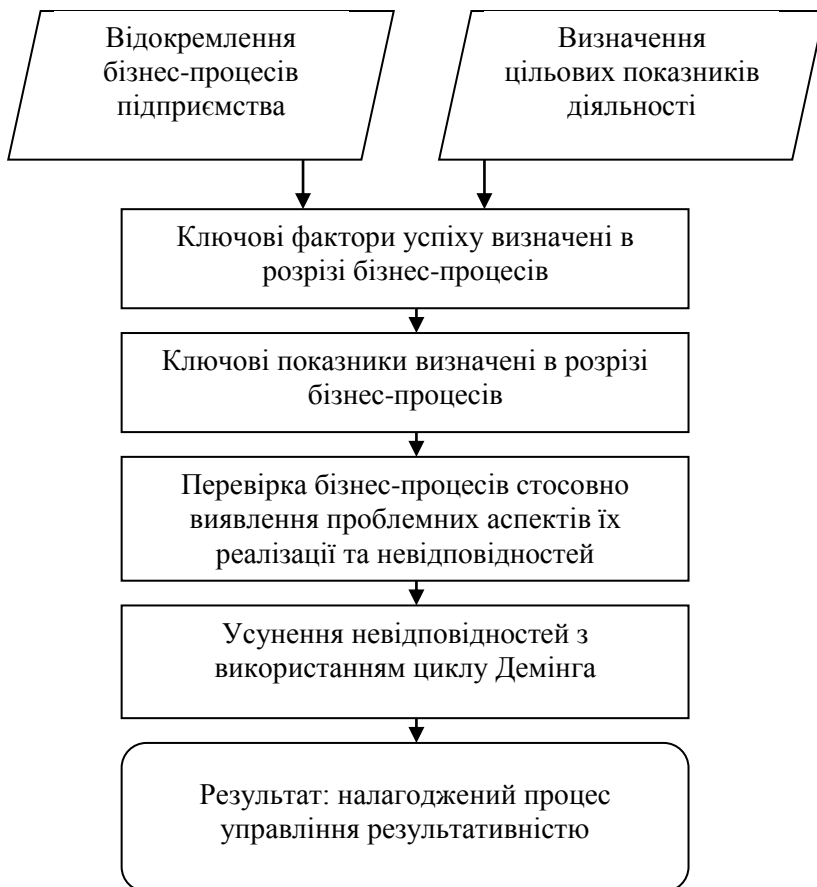 Відокремлення
бізнес-процесів
підприємства
Визначення
цільових показників
діяльності
Ключові фактори успіху визначені в
розрізі бізнес-процесів
Ключові показники визначені в розрізі
бізнес-процесів
Перевірка бізнес-процесів стосовно
виявлення проблемних аспектів їх
реалізації та невідповідностей
Усунення невідповідностей з
використанням циклу Демінга
Результат: налагоджений процес
управління результативністю